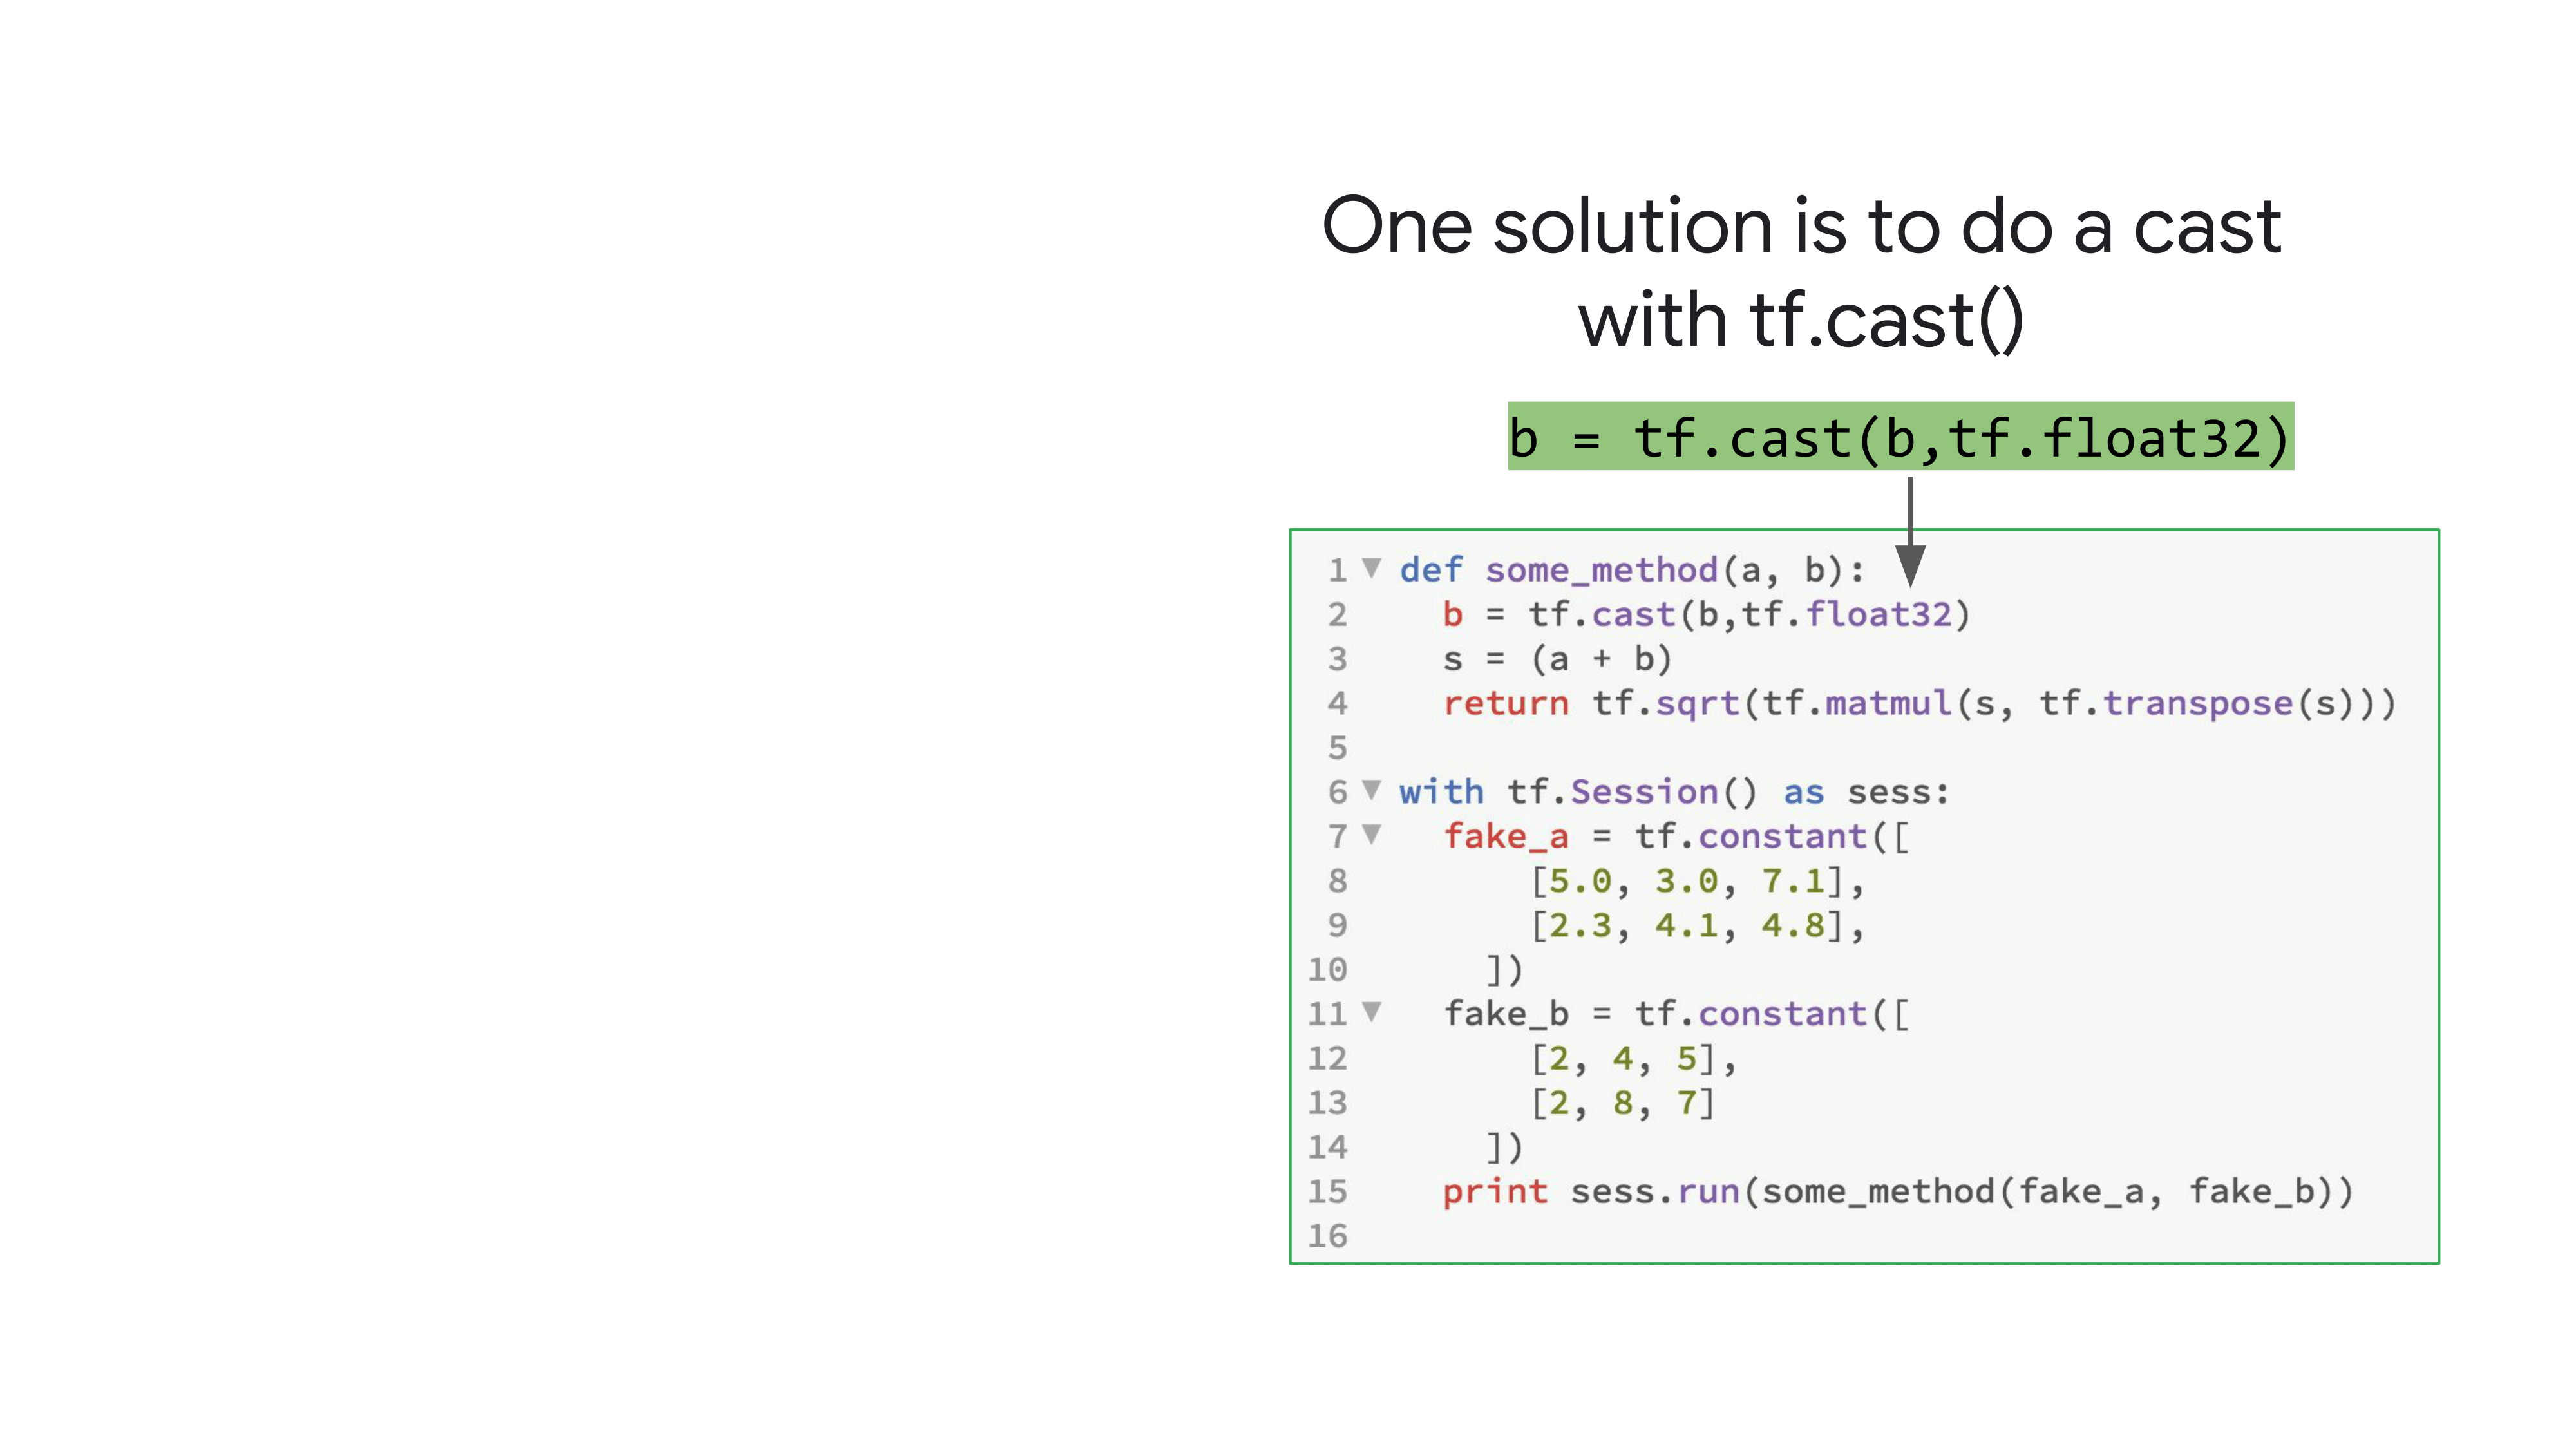 One solution is to do a cast
with tf.cast()
b = tf.cast(b,tf.float32)
1 ▼ def some_method(a, b):
2     b = tf.cast(b,tf.float32)
3     s = (a + b)
4     return tf.sqrt(tf.matmul(s, tf.transpose(s)))
5
6 ▼ with tf.Session() as sess:
7 ▼   fake_a = tf.constant([
8         [5.0, 3.0, 7.1],
9         [2.3, 4.1, 4.8],
10      ])
11 ▼  fake_b = tf.constant([
12        [2, 4, 5],
13        [2, 8, 7]
14      ])
15    print sess.run(some_method(fake_a, fake_b))
16